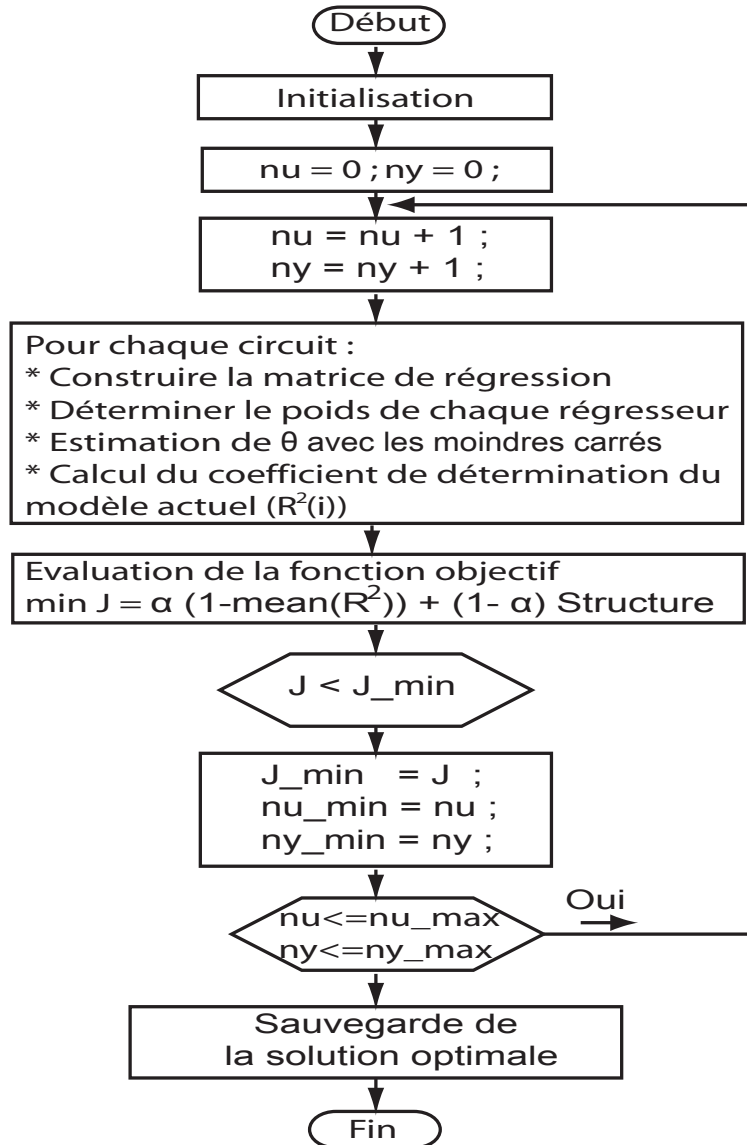 Début
Initialisation
nu = 0 ; ny = 0 ;
nu = nu + 1 ;
ny = ny + 1 ;
Pour chaque circuit :
* Construire la matrice de régression
* Déterminer le poids de chaque régresseur
* Estimation de θ avec les moindres carrés
* Calcul du coefficient de détermination du
modèle actuel (R²(i))
Evaluation de la fonction objectif
min J = α (1-mean(R²)) + (1- α) Structure
J < J_min
J_min = J ;
nu_min = nu ;
ny_min = ny ;
Oui
nu<=nu_max
ny<=ny_max
Sauvegarde de
la solution optimale
Fin